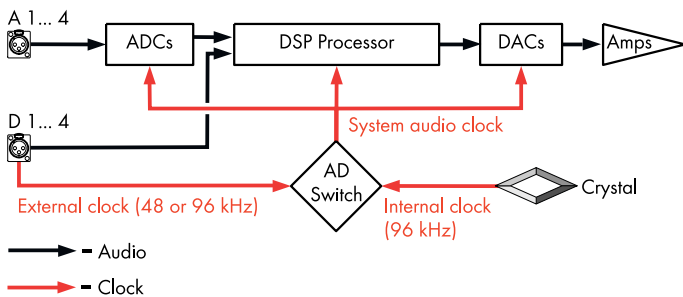 A 1... 4
ADCs
DSP Processor
DACs
Amps
D 1... 4
System audio clock
AD
Switch
Crystal
External clock (48 or 96 kHz)
Internal clock
(96 kHz)
= Audio
= Clock